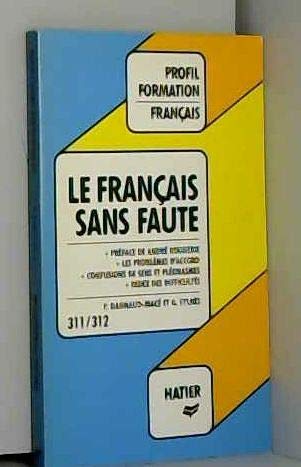 PROFIL
FORMATION
FRANÇAIS
LE FRANÇAIS
SANS FAUTE
• PRÉFACE DE ANDRÉ
• LES PROBLÈMES D'ACCORD
• CONFUSIONS DE SENS ET PLÉONASMES
• INDEX DES DIFFICULTÉS
311/312
HATIER